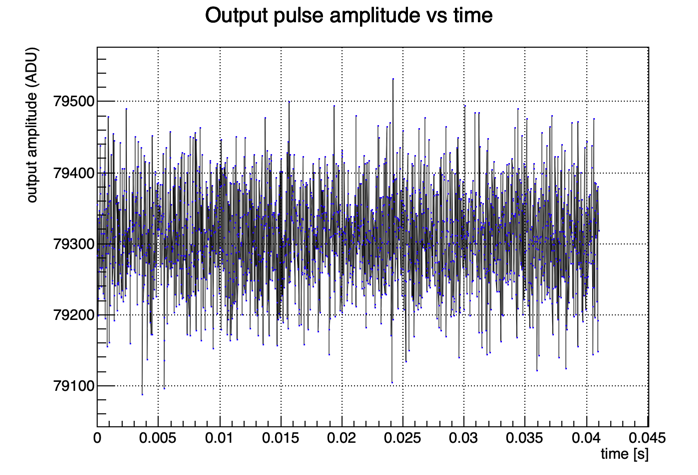 Output pulse amplitude vs time
output amplitude (ADU)
79500
79400
79300
79200
79100
0 0.005 0.01 0.015 0.02 0.025 0.03 0.035 0.04 0.045
time [s]